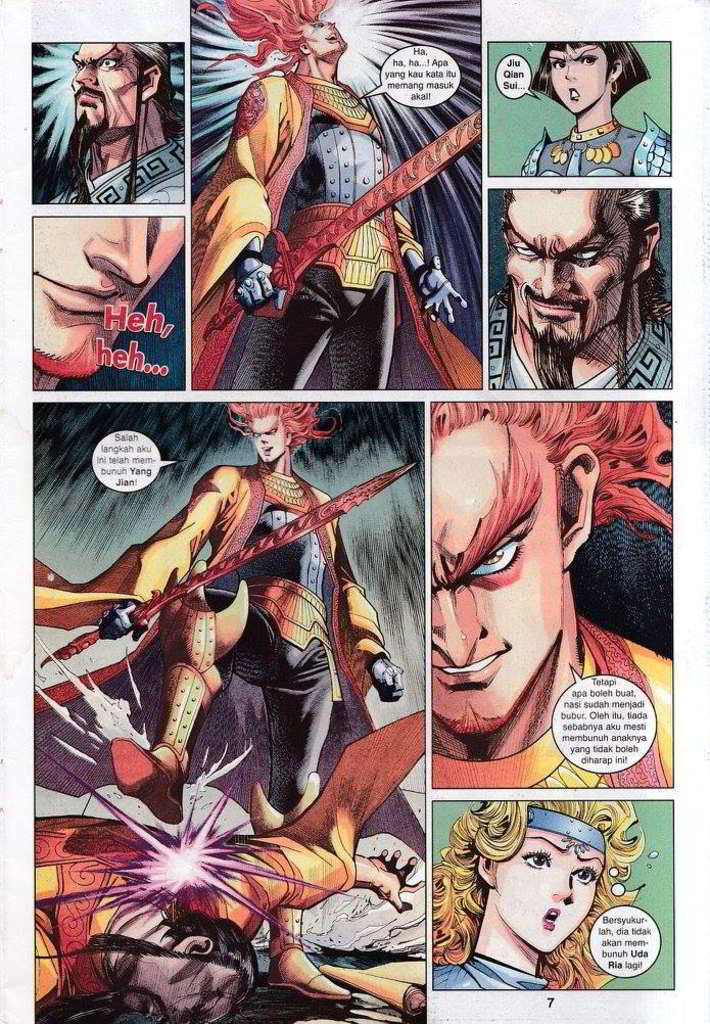 Ha,
ha, ha...! Apa
yang kau kata itu
memang masuk
akal!
Jiu
Qian
Sui...
Heh,
heh...
Salah
langkah aku
ini telah mem-
bunuh Yang
Jian!
Tetapi
apa boleh buat,
nasi sudah menjadi
bubur. Oleh itu, tiada
sebabnya aku mesti
membunuh anaknya
yang tidak boleh
diharap ini!
Bersyukur-
lah, dia tidak
akan mem-
bunuh Uda
Ria lagi!
7